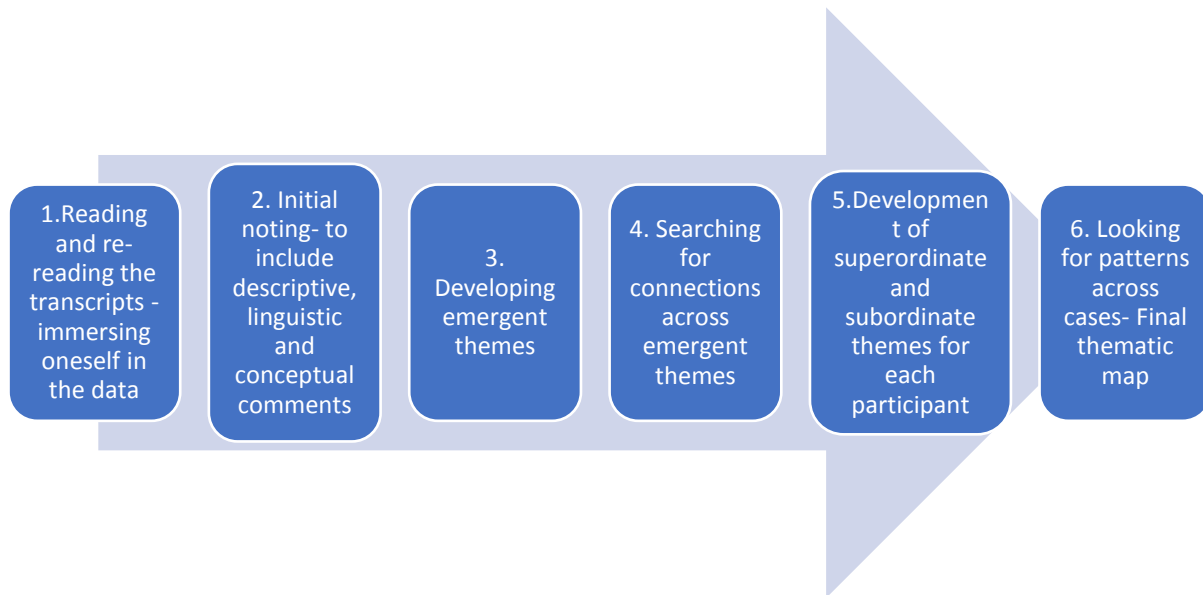 1.Reading
and re-
reading the
transcripts -
immersing
oneself in
the data
2. Initial
noting- to
include
descriptive,
linguistic
and
conceptual
comments
3.
Developing
emergent
themes
4. Searching
for
connections
across
emergent
themes
5.Developmen
t of
superordinate
and
subordinate
themes for
each
participant
6. Looking
for patterns
across
cases- Final
thematic
map